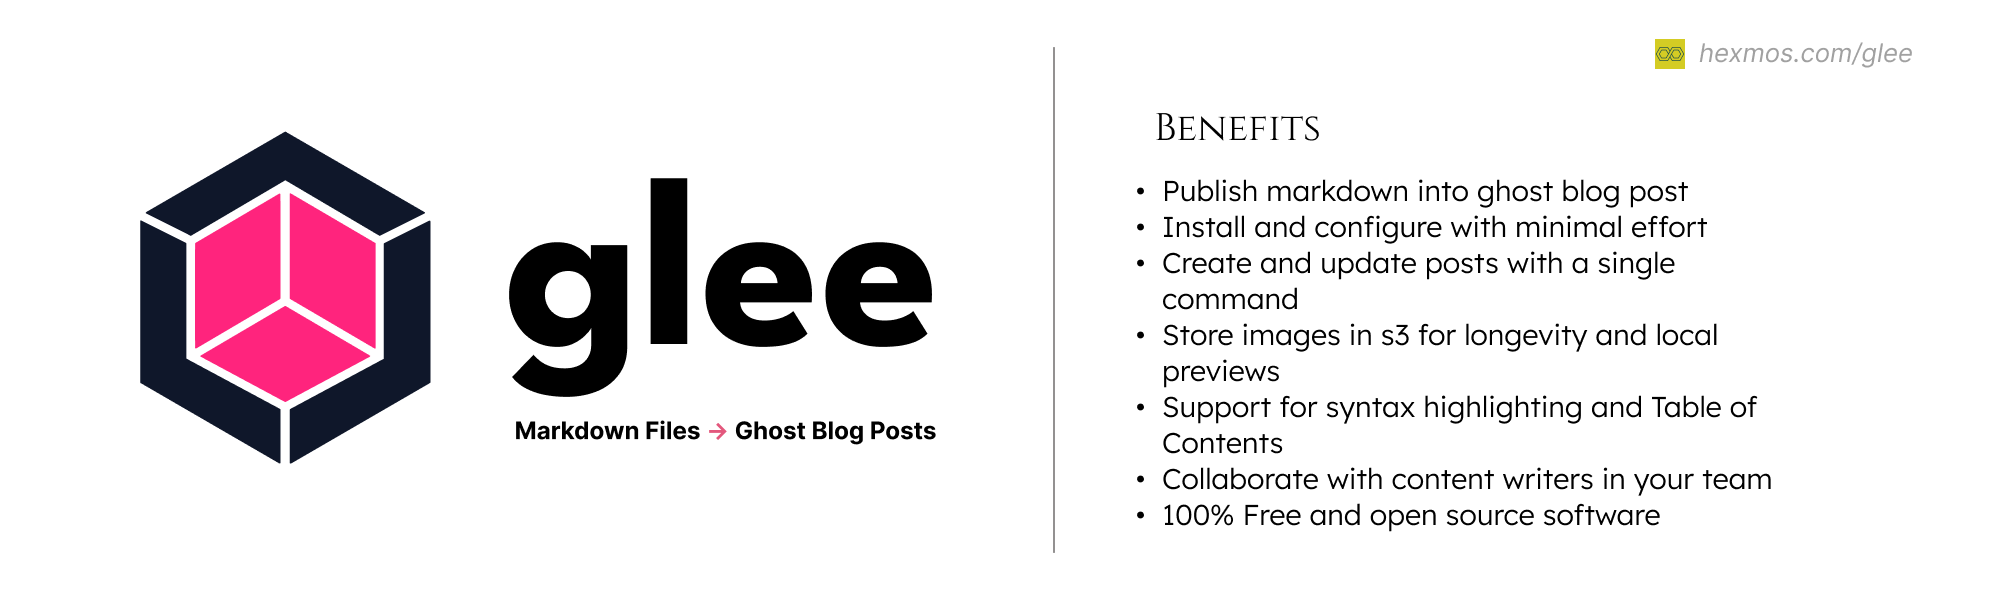 glee
Markdown Files → Ghost Blog Posts
hexmos.com/glee
Benefits
• Publish markdown into ghost blog post
• Install and configure with minimal effort
• Create and update posts with a single
command
• Store images in s3 for longevity and local
previews
• Support for syntax highlighting and Table of
Contents
• Collaborate with content writers in your team
• 100% Free and open source software